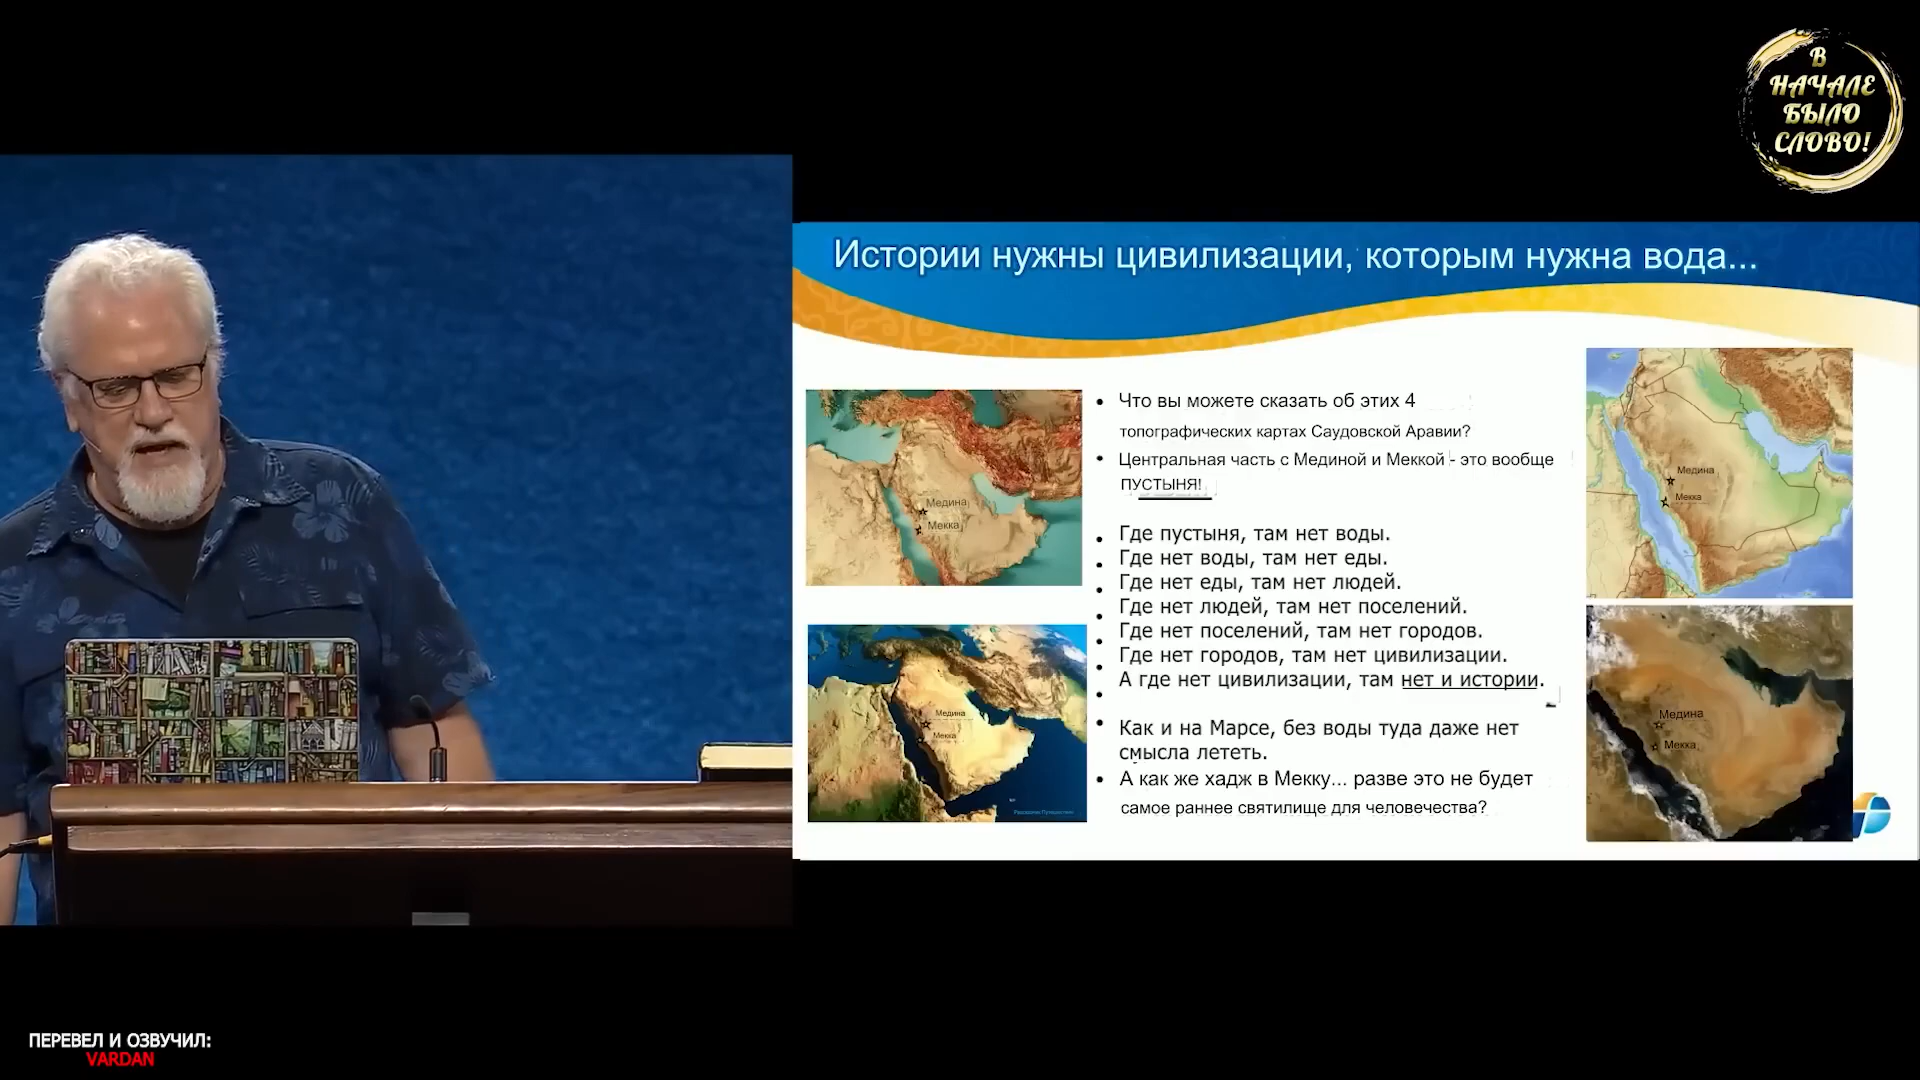 В
НАЧАЛЕ
БЫЛО
СЛОВО!
Истории нужны цивилизации, которым нужна вода...
• Что вы можете сказать об этих 4
топографических картах Саудовской Аравии?
• Центральная часть с Мединой и Меккой - это вообще
ПУСТЫНЯ!
• Где пустыня, там нет воды.
• Где нет воды, там нет еды.
• Где нет еды, там нет людей.
• Где нет людей, там нет поселений.
• Где нет поселений, там нет городов.
• Где нет городов, там нет цивилизации.
• А где нет цивилизации, там нет и истории.
• Как и на Марсе, без воды туда даже нет
смысла лететь.
• А как же хадж в Мекку... разве это не будет
самое раннее святилище для человечества?
Медина
Мекка
Медина
Мекка
Медина
Мекка
Медина
Мекка
ПЕРЕВЕЛ И ОЗВУЧИЛ:
VARDAN